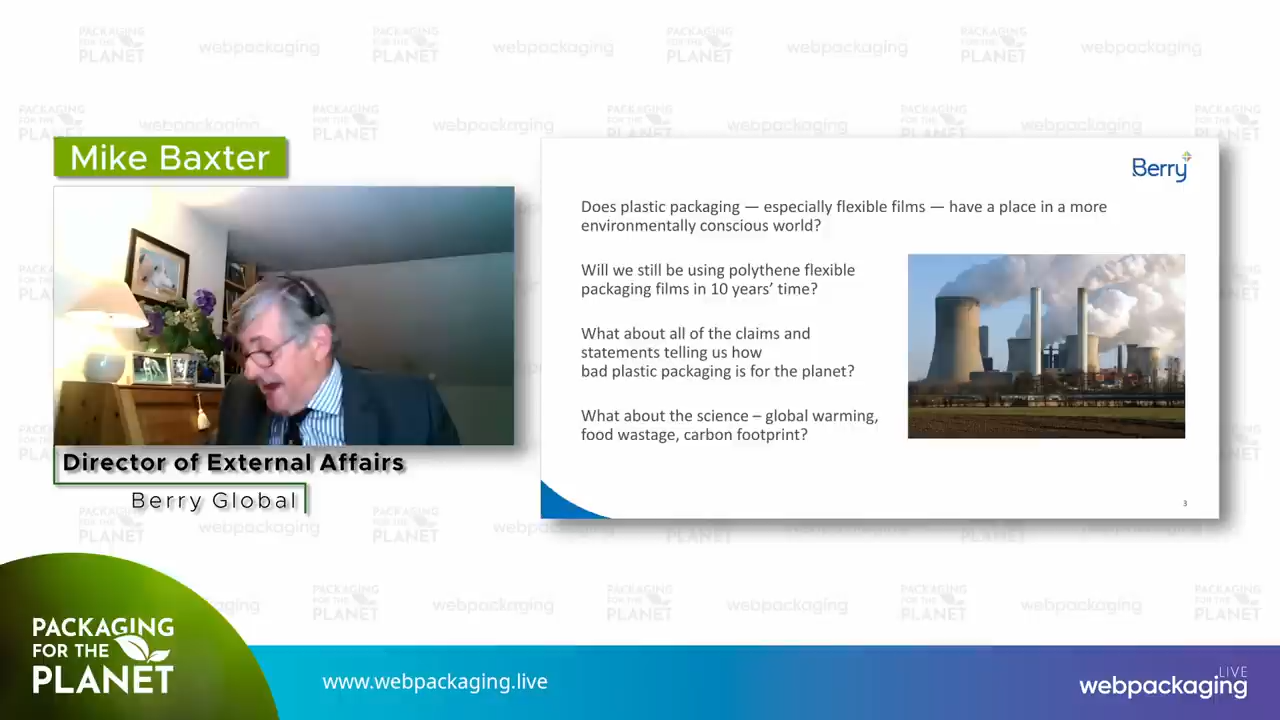 Mike Baxter
Director of External Affairs
Berry Global
Berry
Does plastic packaging — especially flexible films — have a place in a more
environmentally conscious world?
Will we still be using polythene flexible
packaging films in 10 years’ time?
What about all of the claims and
statements telling us how
bad plastic packaging is for the planet?
What about the science – global warming,
food wastage, carbon footprint?
3
PACKAGING
FOR THE
PLANET
www.webpackaging.live
LIVE
webpackaging